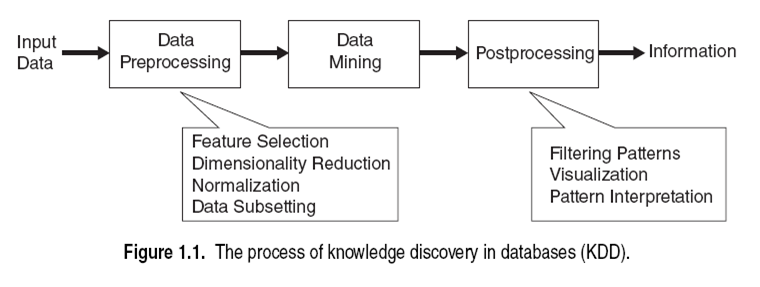 Input
Data
Data
Preprocessing
Data
Mining
Postprocessing
Information
Feature Selection
Dimensionality Reduction
Normalization
Data Subsetting
Filtering Patterns
Visualization
Pattern Interpretation
Figure 1.1. The process of knowledge discovery in databases (KDD).